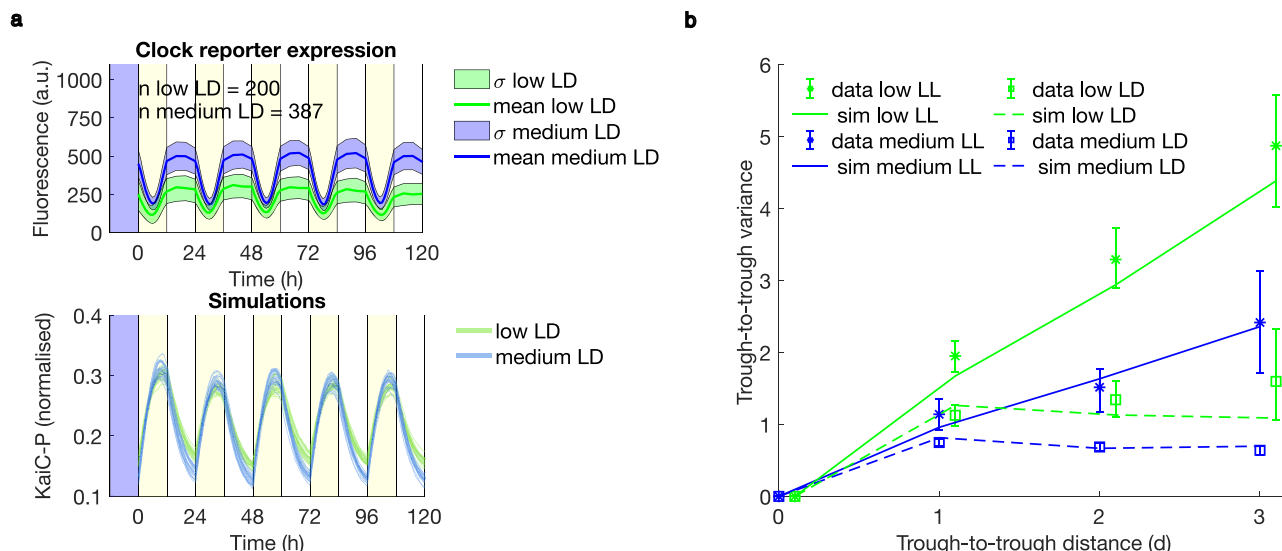 a
Clock reporter expression
1000
750
500
250
0
Fluorescence (a.u.)
n low LD = 200
n medium LD = 387
σ low LD
mean low LD
σ medium LD
mean medium LD
0 24 48 72 96 120
Time (h)
Simulations
0.4
0.3
0.2
0.1
KaiC-P (normalised)
low LD
medium LD
0 24 48 72 96 120
Time (h)
b
6
5
4
3
2
1
0
Trough-to-trough variance
data low LL
sim low LL
data medium LL
sim medium LL
data low LD
sim low LD
data medium LD
sim medium LD
0 1 2 3
Trough-to-trough distance (d)